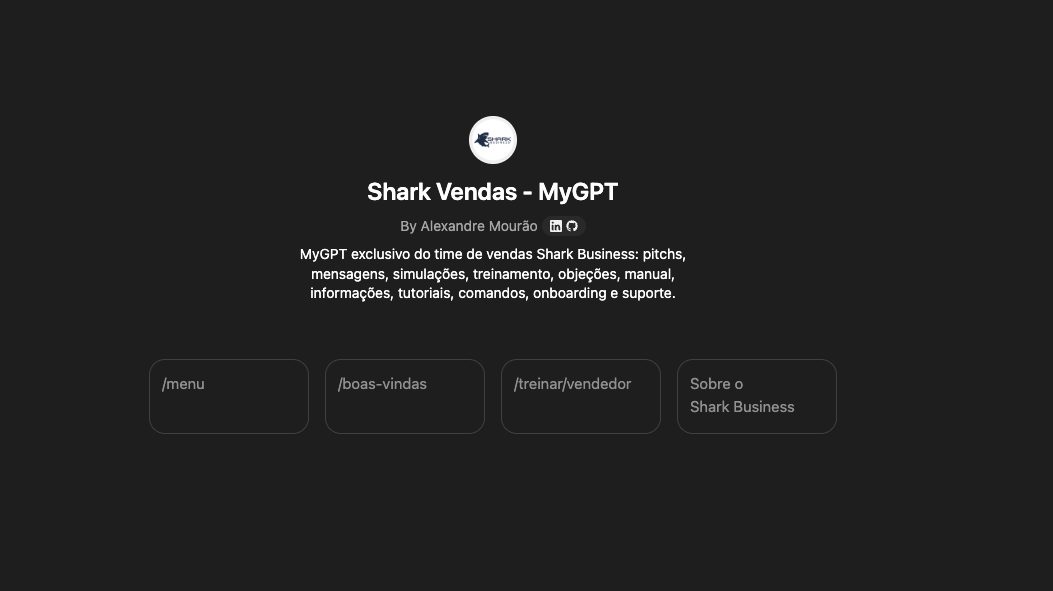 SHARK
BUSINESS
Shark Vendas - MyGPT
By Alexandre Mourão
MyGPT exclusivo do time de vendas Shark Business: pitchs,
mensagens, simulações, treinamento, objeções, manual,
informações, tutoriais, comandos, onboarding e suporte.
/menu
/boas-vindas
/treinar/vendedor
Sobre o
Shark Business